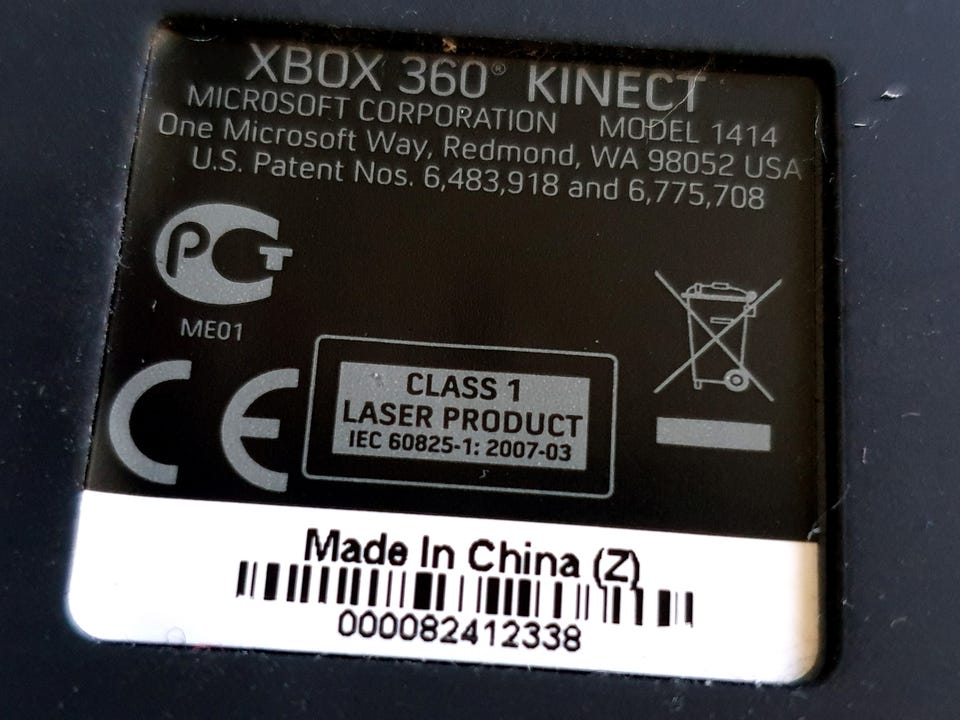 XBOX 360® KINECT
MICROSOFT CORPORATION MODEL 1414
One Microsoft Way, Redmond, WA 98052 USA
U.S. Patent Nos. 6,483,918 and 6,775,708
РСТ
ME01
CE
CLASS 1
LASER PRODUCT
IEC 60825-1: 2007-03
Made In China (Z)
000082412338